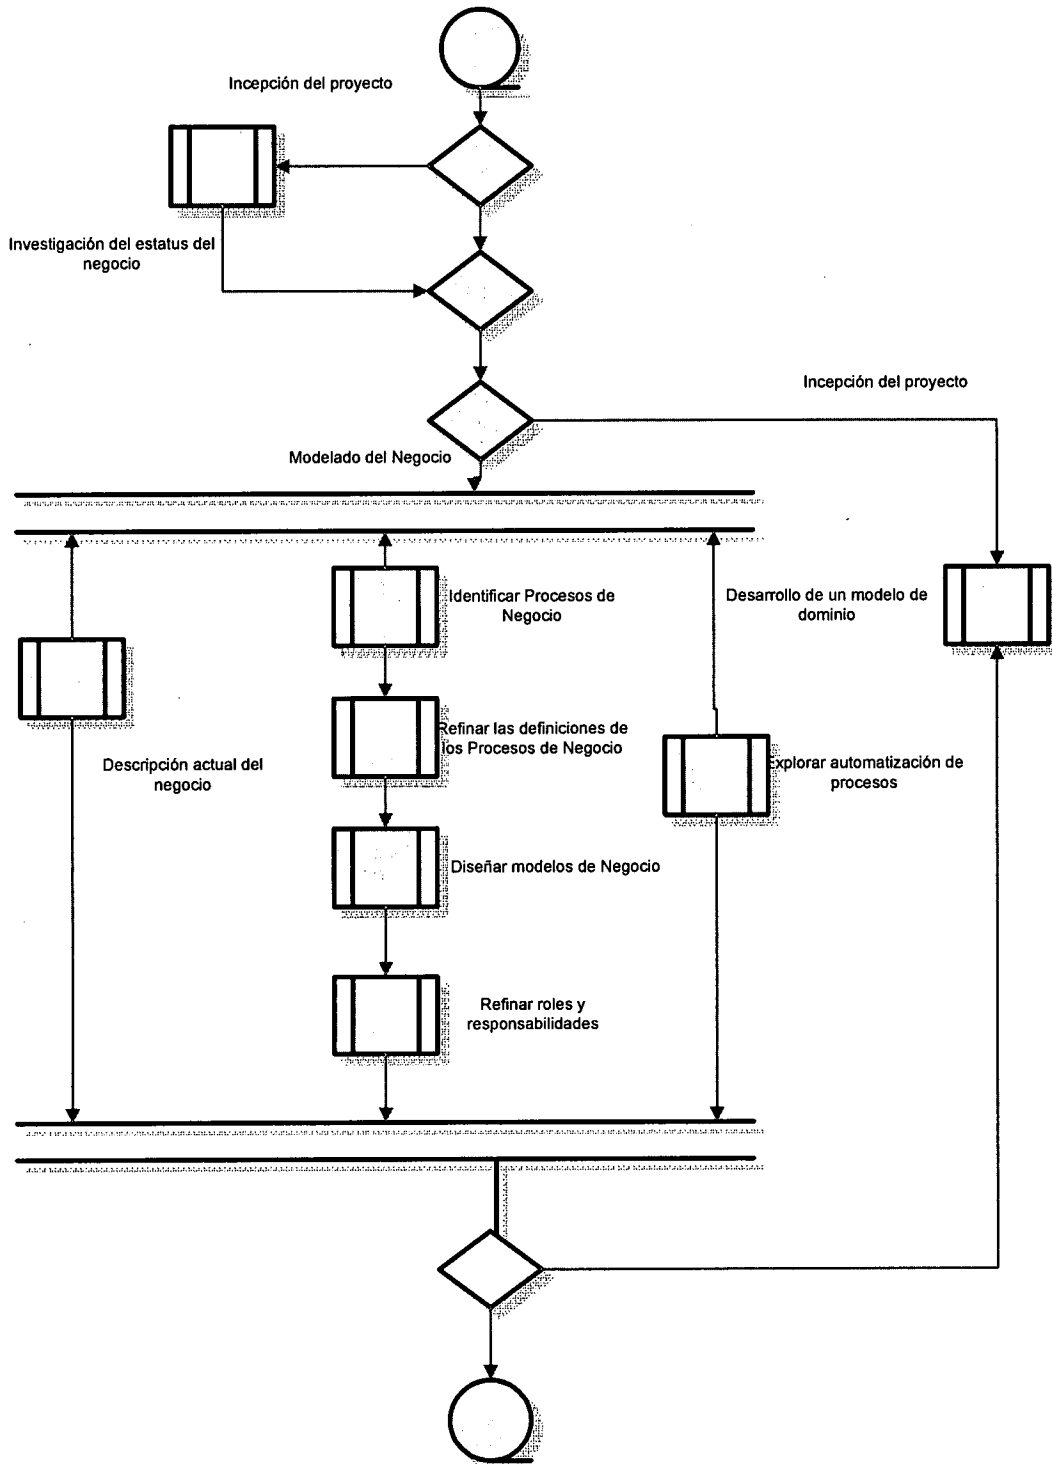 Incepción del proyecto
Investigación del estatus del
negocio
Incepción del proyecto
Modelado del Negocio
Identificar Procesos de
Negocio
Desarrollo de un modelo de
dominio
Refinar las definiciones de
los Procesos de Negocio
Descripción actual del
negocio
Explorar automatización de
procesos
Diseñar modelos de Negocio
Refinar roles y
responsabilidades